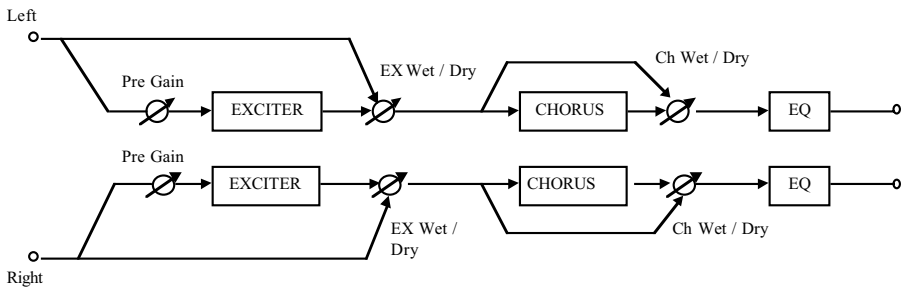 Left
EX Wet / Dry
Ch Wet / Dry
Pre Gain
EXCITER
CHORUS
EQ
Pre Gain
EXCITER
CHORUS
EQ
EX Wet /
Dry
Ch Wet / Dry
Right